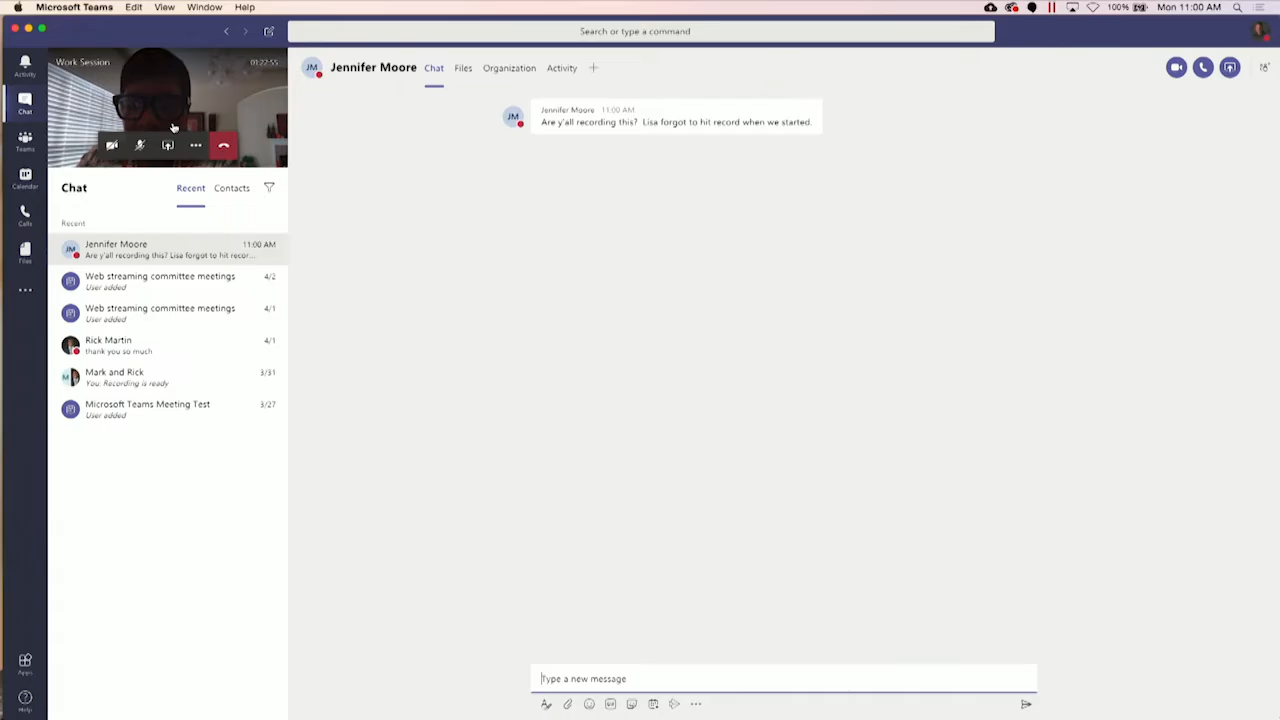 Microsoft Teams Edit View Window Help
100% Mon 11:00 AM
Search or type a command
Work Session 01:22:55
Activity
Chat
Teams
Calendar
Calls
Files
Apps
Help
Chat Recent Contacts
Recent
JM Jennifer Moore 11:00 AM
Are y'all recording this? Lisa forgot to hit recor...
Web streaming committee meetings 4/2
User added
Web streaming committee meetings 4/1
User added
Rick Martin 4/1
thank you so much
M Mark and Rick 3/31
You: Recording is ready
Microsoft Teams Meeting Test 3/27
User added
JM Jennifer Moore Chat Files Organization Activity
JM Jennifer Moore 11:00 AM
Are y'all recording this? Lisa forgot to hit record when we started.
Type a new message